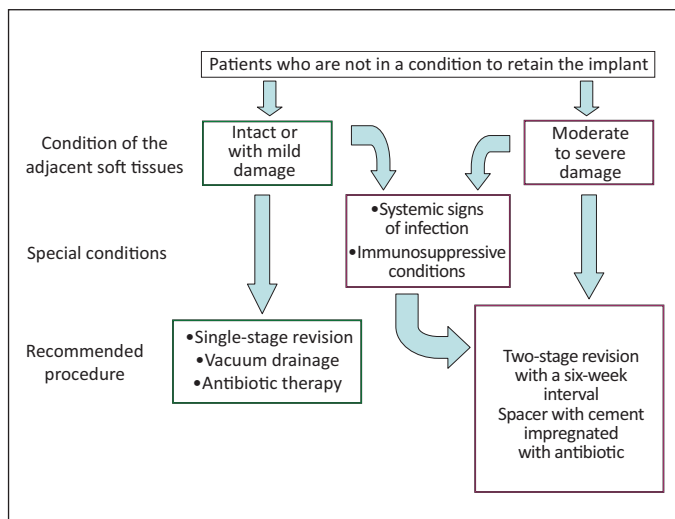 Patients who are not in a condition to retain the implant
Condition of the
adjacent soft tissues
Intact or
with mild
damage
Moderate
to severe
damage
Special conditions
•Systemic signs
of infection
•Immunosuppressive
conditions
Recommended
procedure
•Single-stage revision
•Vacuum drainage
•Antibiotic therapy
Two-stage revision
with a six-week
interval
Spacer with cement
impregnated
with antibiotic